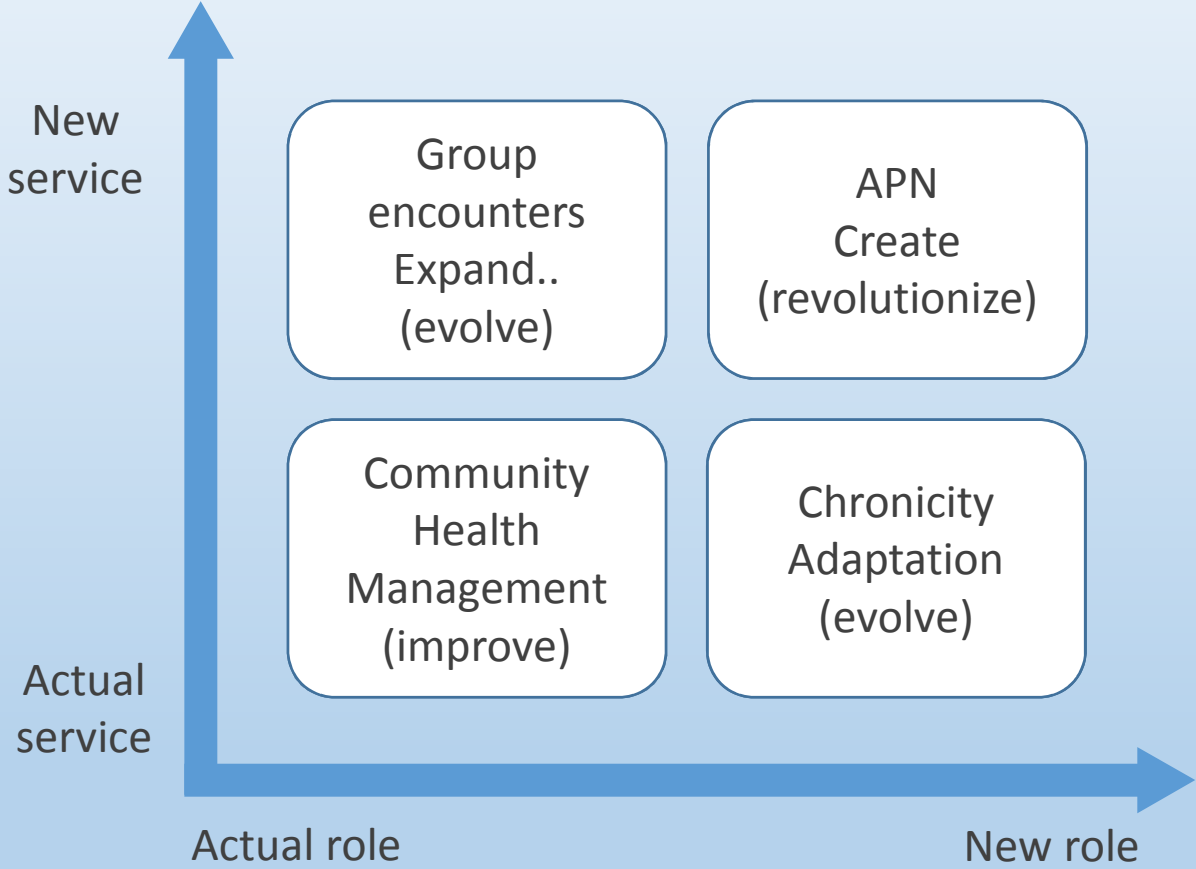 New
service
Group
encounters
Expand..
(evolve)
APN
Create
(revolutionize)
Community
Health
Management
(improve)
Chronicity
Adaptation
(evolve)
Actual
service
Actual role
New role